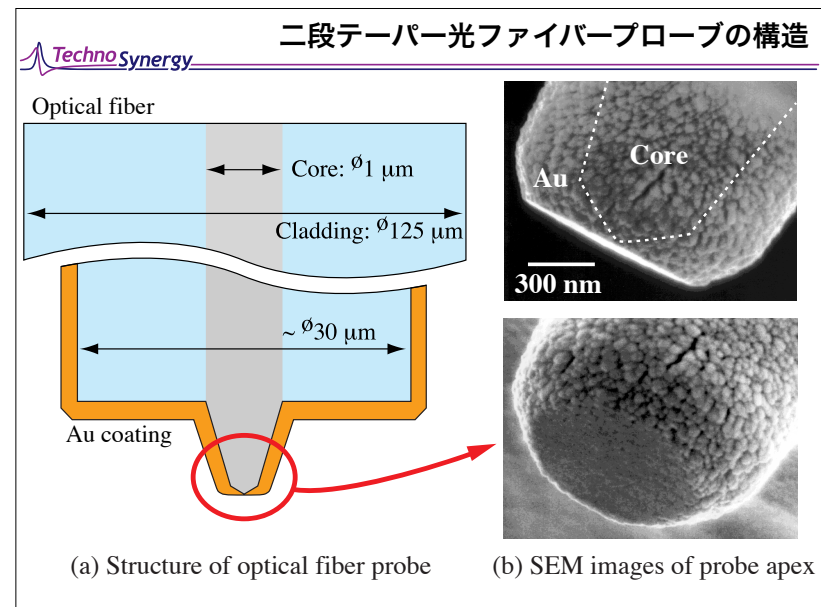 二段テーパー光ファイバープローブの構造
Techno Synergy
Optical fiber
Core: ø1 μm
Cladding: ø125 μm
~ ø30 μm
Au coating
Core
Au
300 nm
(a) Structure of optical fiber probe
(b) SEM images of probe apex